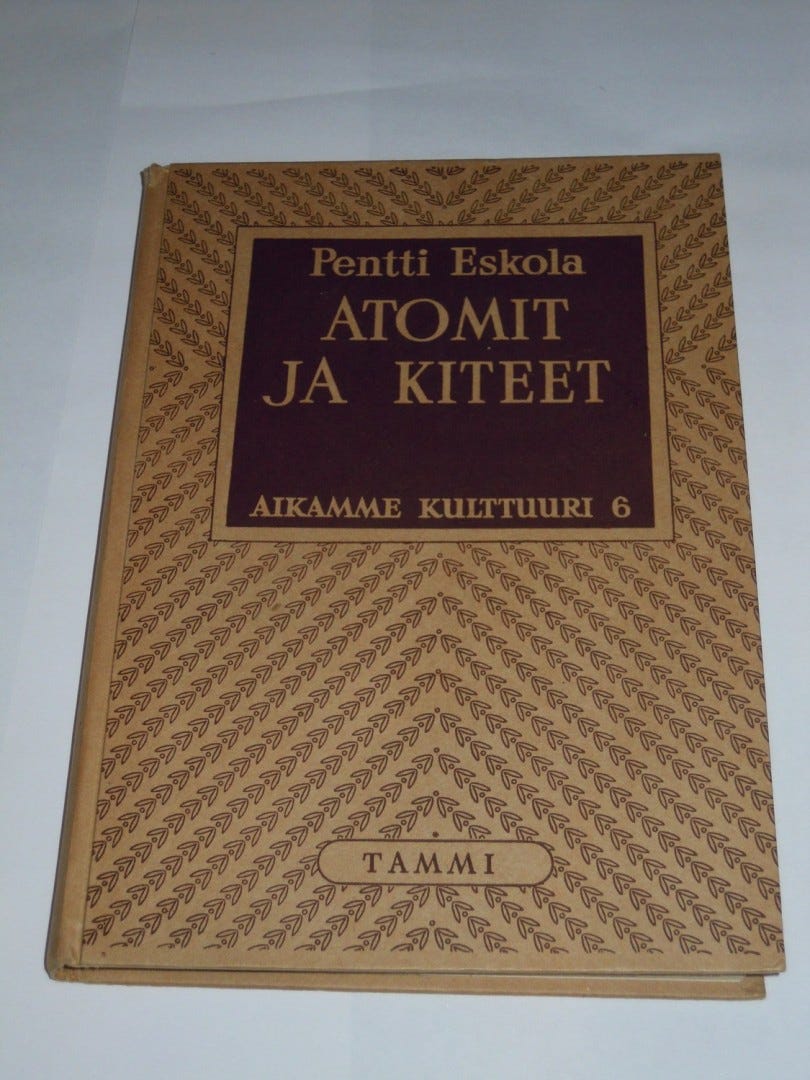 Pentti Eskola
ATOMIT
JA KITEET
AIKAMME KULTTUURI 6
TAMMI